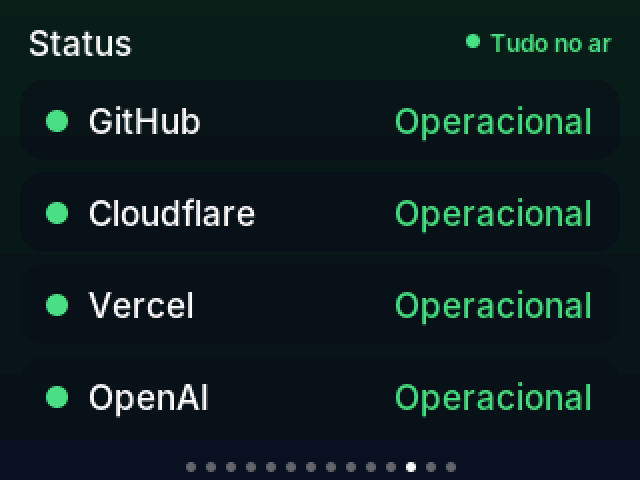 Status
Tudo no ar
GitHub Operacional
Cloudflare Operacional
Vercel Operacional
OpenAI Operacional